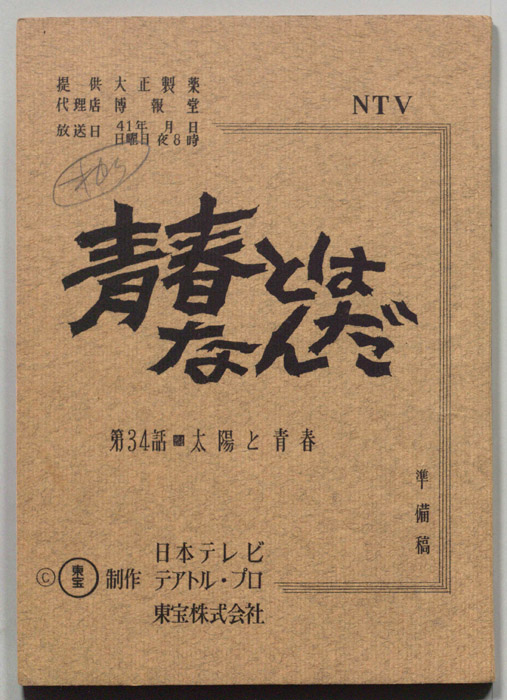 提供 大正製薬
代理店 博報堂
放送日 41年 月 日
日曜日 夜8時
NTV
青春とは
なんだ
第34話 太陽と青春
準備稿
© 東宝 制作
日本テレビ
テアトル・プロ
東宝株式会社